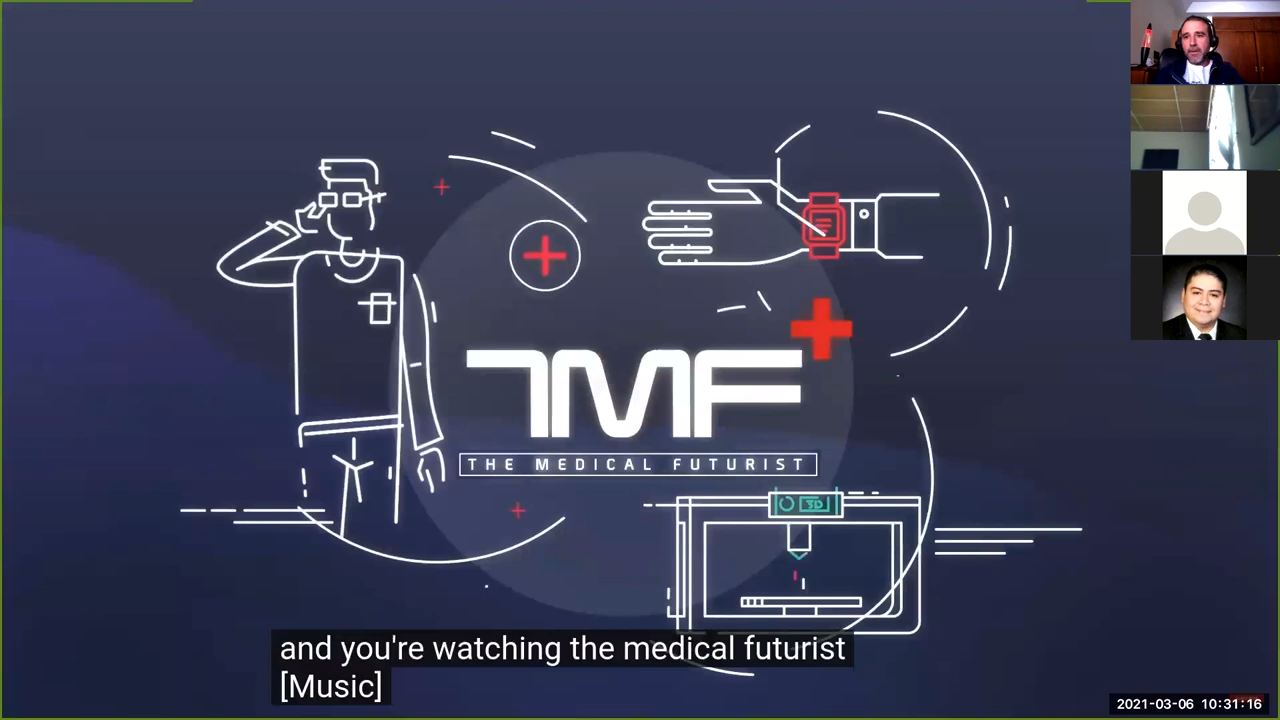 3D
TMF
THE MEDICAL FUTURIST
and you're watching the medical futurist
[Music]
2021-03-06 10:31:16